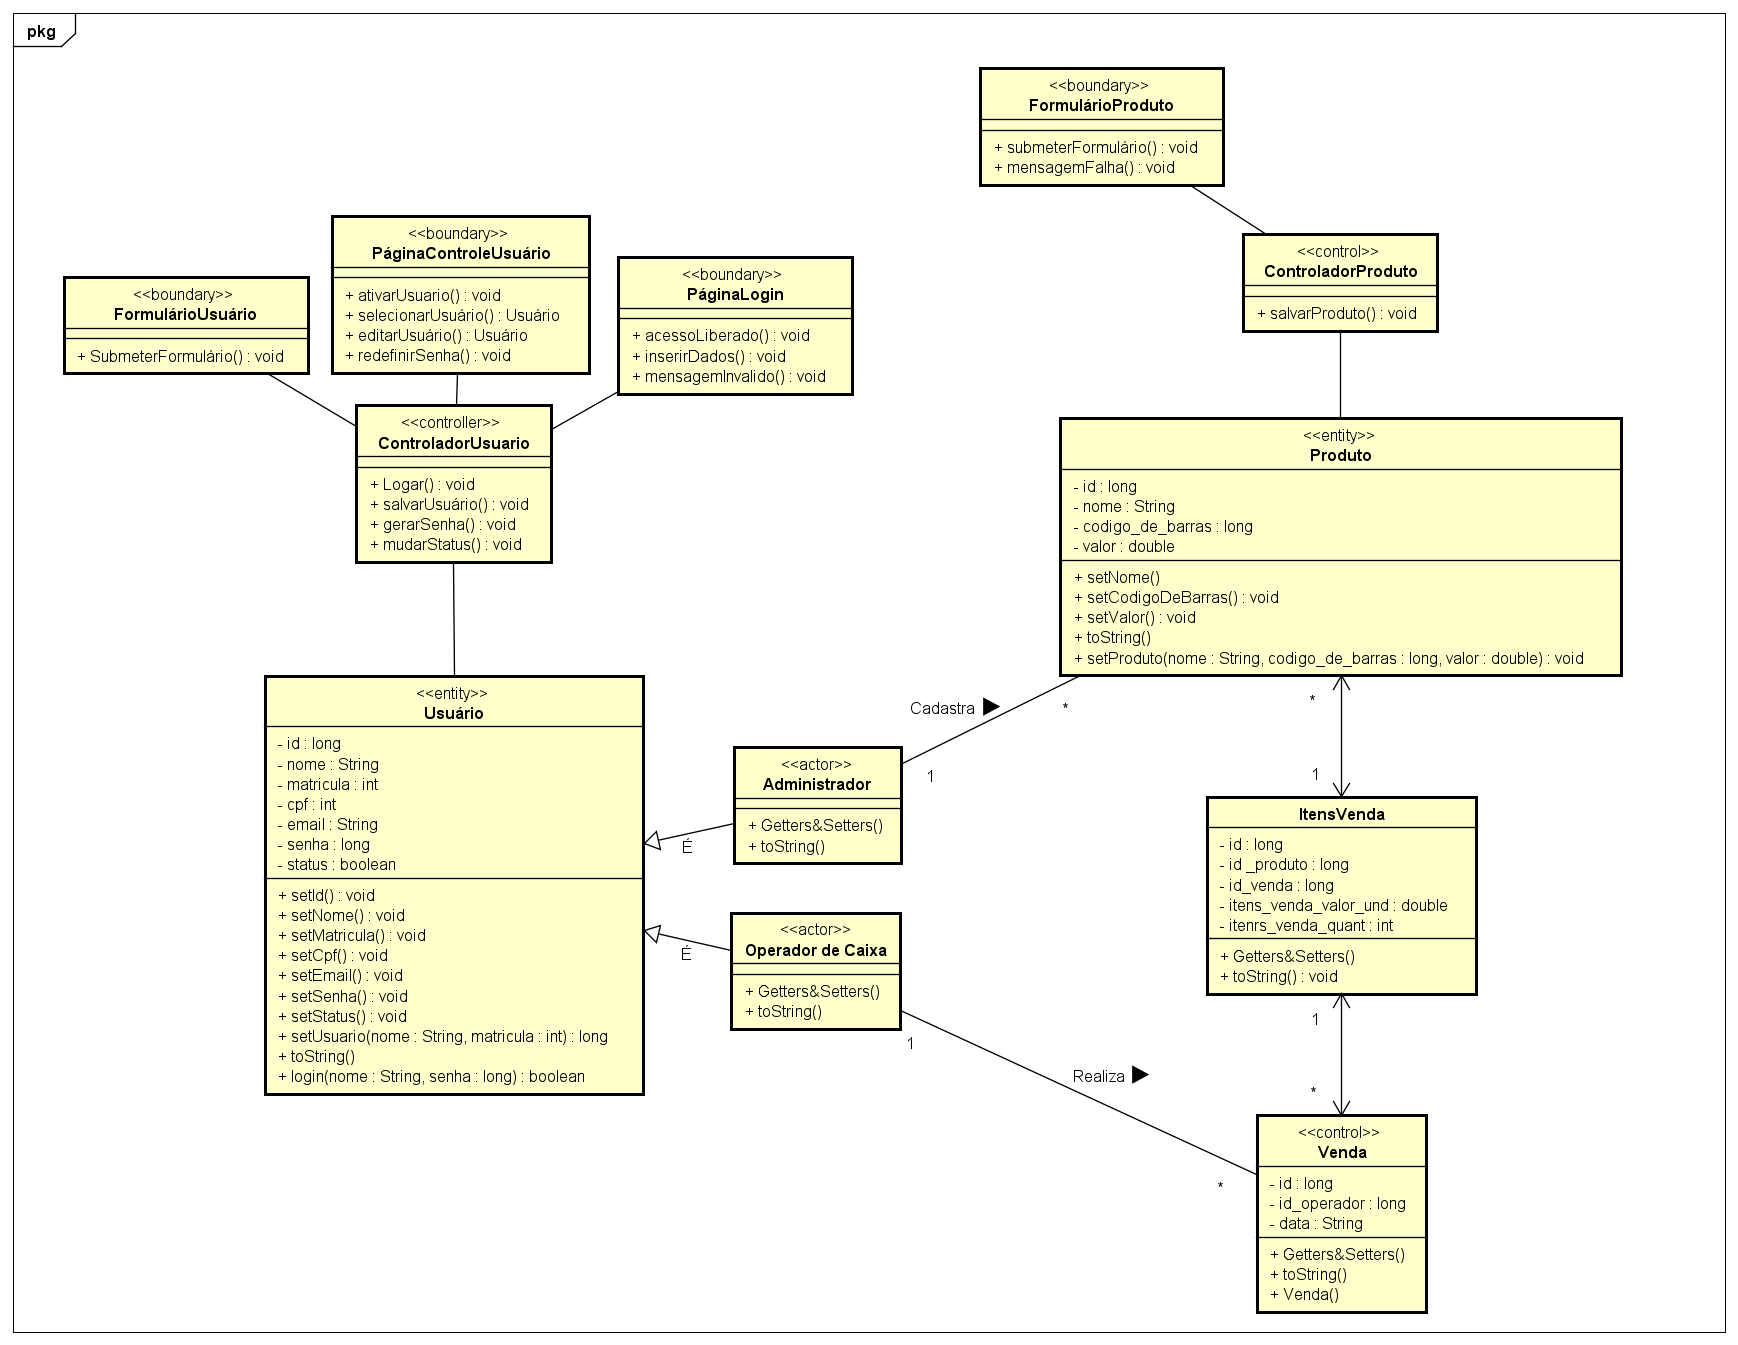 pkg
<<boundary>>
FormulárioProduto
+ submeterFormulário() : void
+ mensagemFalha() : void
<<boundary>>
PáginaControleUsuário
+ ativarUsuario() : void
+ selecionarUsuário() : Usuário
+ editarUsuário() : Usuário
+ redefinirSenha() : void
<<control>>
ControladorProduto
+ salvarProduto() : void
<<boundary>>
PáginaLogin
+ acessoLiberado() : void
+ inserirDados() : void
+ mensagemInvalido() : void
<<boundary>>
FormulárioUsuário
+ SubmeterFormulário() : void
<<controller>>
ControladorUsuario
+ Logar() : void
+ salvarUsuário() : void
+ gerarSenha() : void
+ mudarStatus() : void
<<entity>>
Produto
- id : long
- nome : String
- codigo_de_barras : long
- valor : double
+ setNome()
+ setCodigoDeBarras() : void
+ setValor() : void
+ toString()
+ setProduto(nome : String, codigo_de_barras : long, valor : double) : void
<<entity>>
Usuário
- id : long
- nome : String
- matricula : int
- cpf : int
- email : String
- senha : long
- status : boolean
+ setId() : void
+ setNome() : void
+ setMatricula() : void
+ setCpf() : void
+ setEmail() : void
+ setSenha() : void
+ setStatus() : void
+ setUsuario(nome : String, matricula : int) : long
+ toString()
+ login(nome : String, senha : long) : boolean
Cadastra
*
1
<<actor>>
Administrador
+ Getters&Setters()
+ toString()
É
<<actor>>
Operador de Caixa
+ Getters&Setters()
+ toString()
É
1
Realiza
*
*
1
ItensVenda
- id : long
- id _produto : long
- id_venda : long
- itens_venda_valor_und : double
- itenrs_venda_quant : int
+ Getters&Setters()
+ toString() : void
1
*
<<control>>
Venda
- id : long
- id_operador : long
- data : String
+ Getters&Setters()
+ toString()
+ Venda()